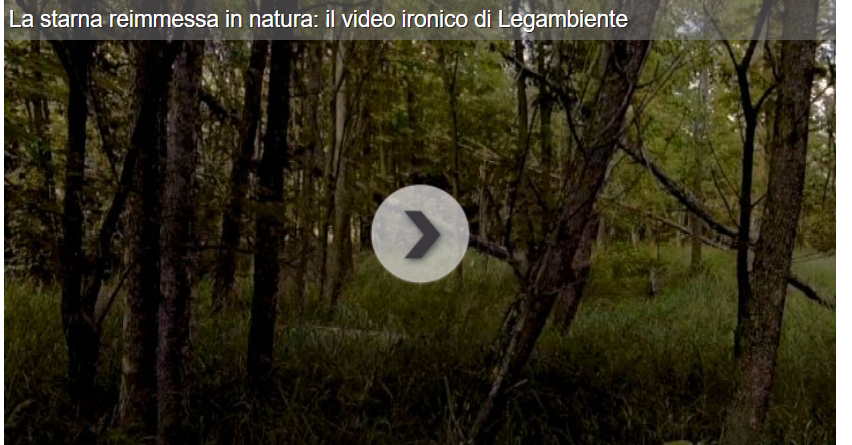 La starna reimmessa in natura: il video ironico di Legambiente